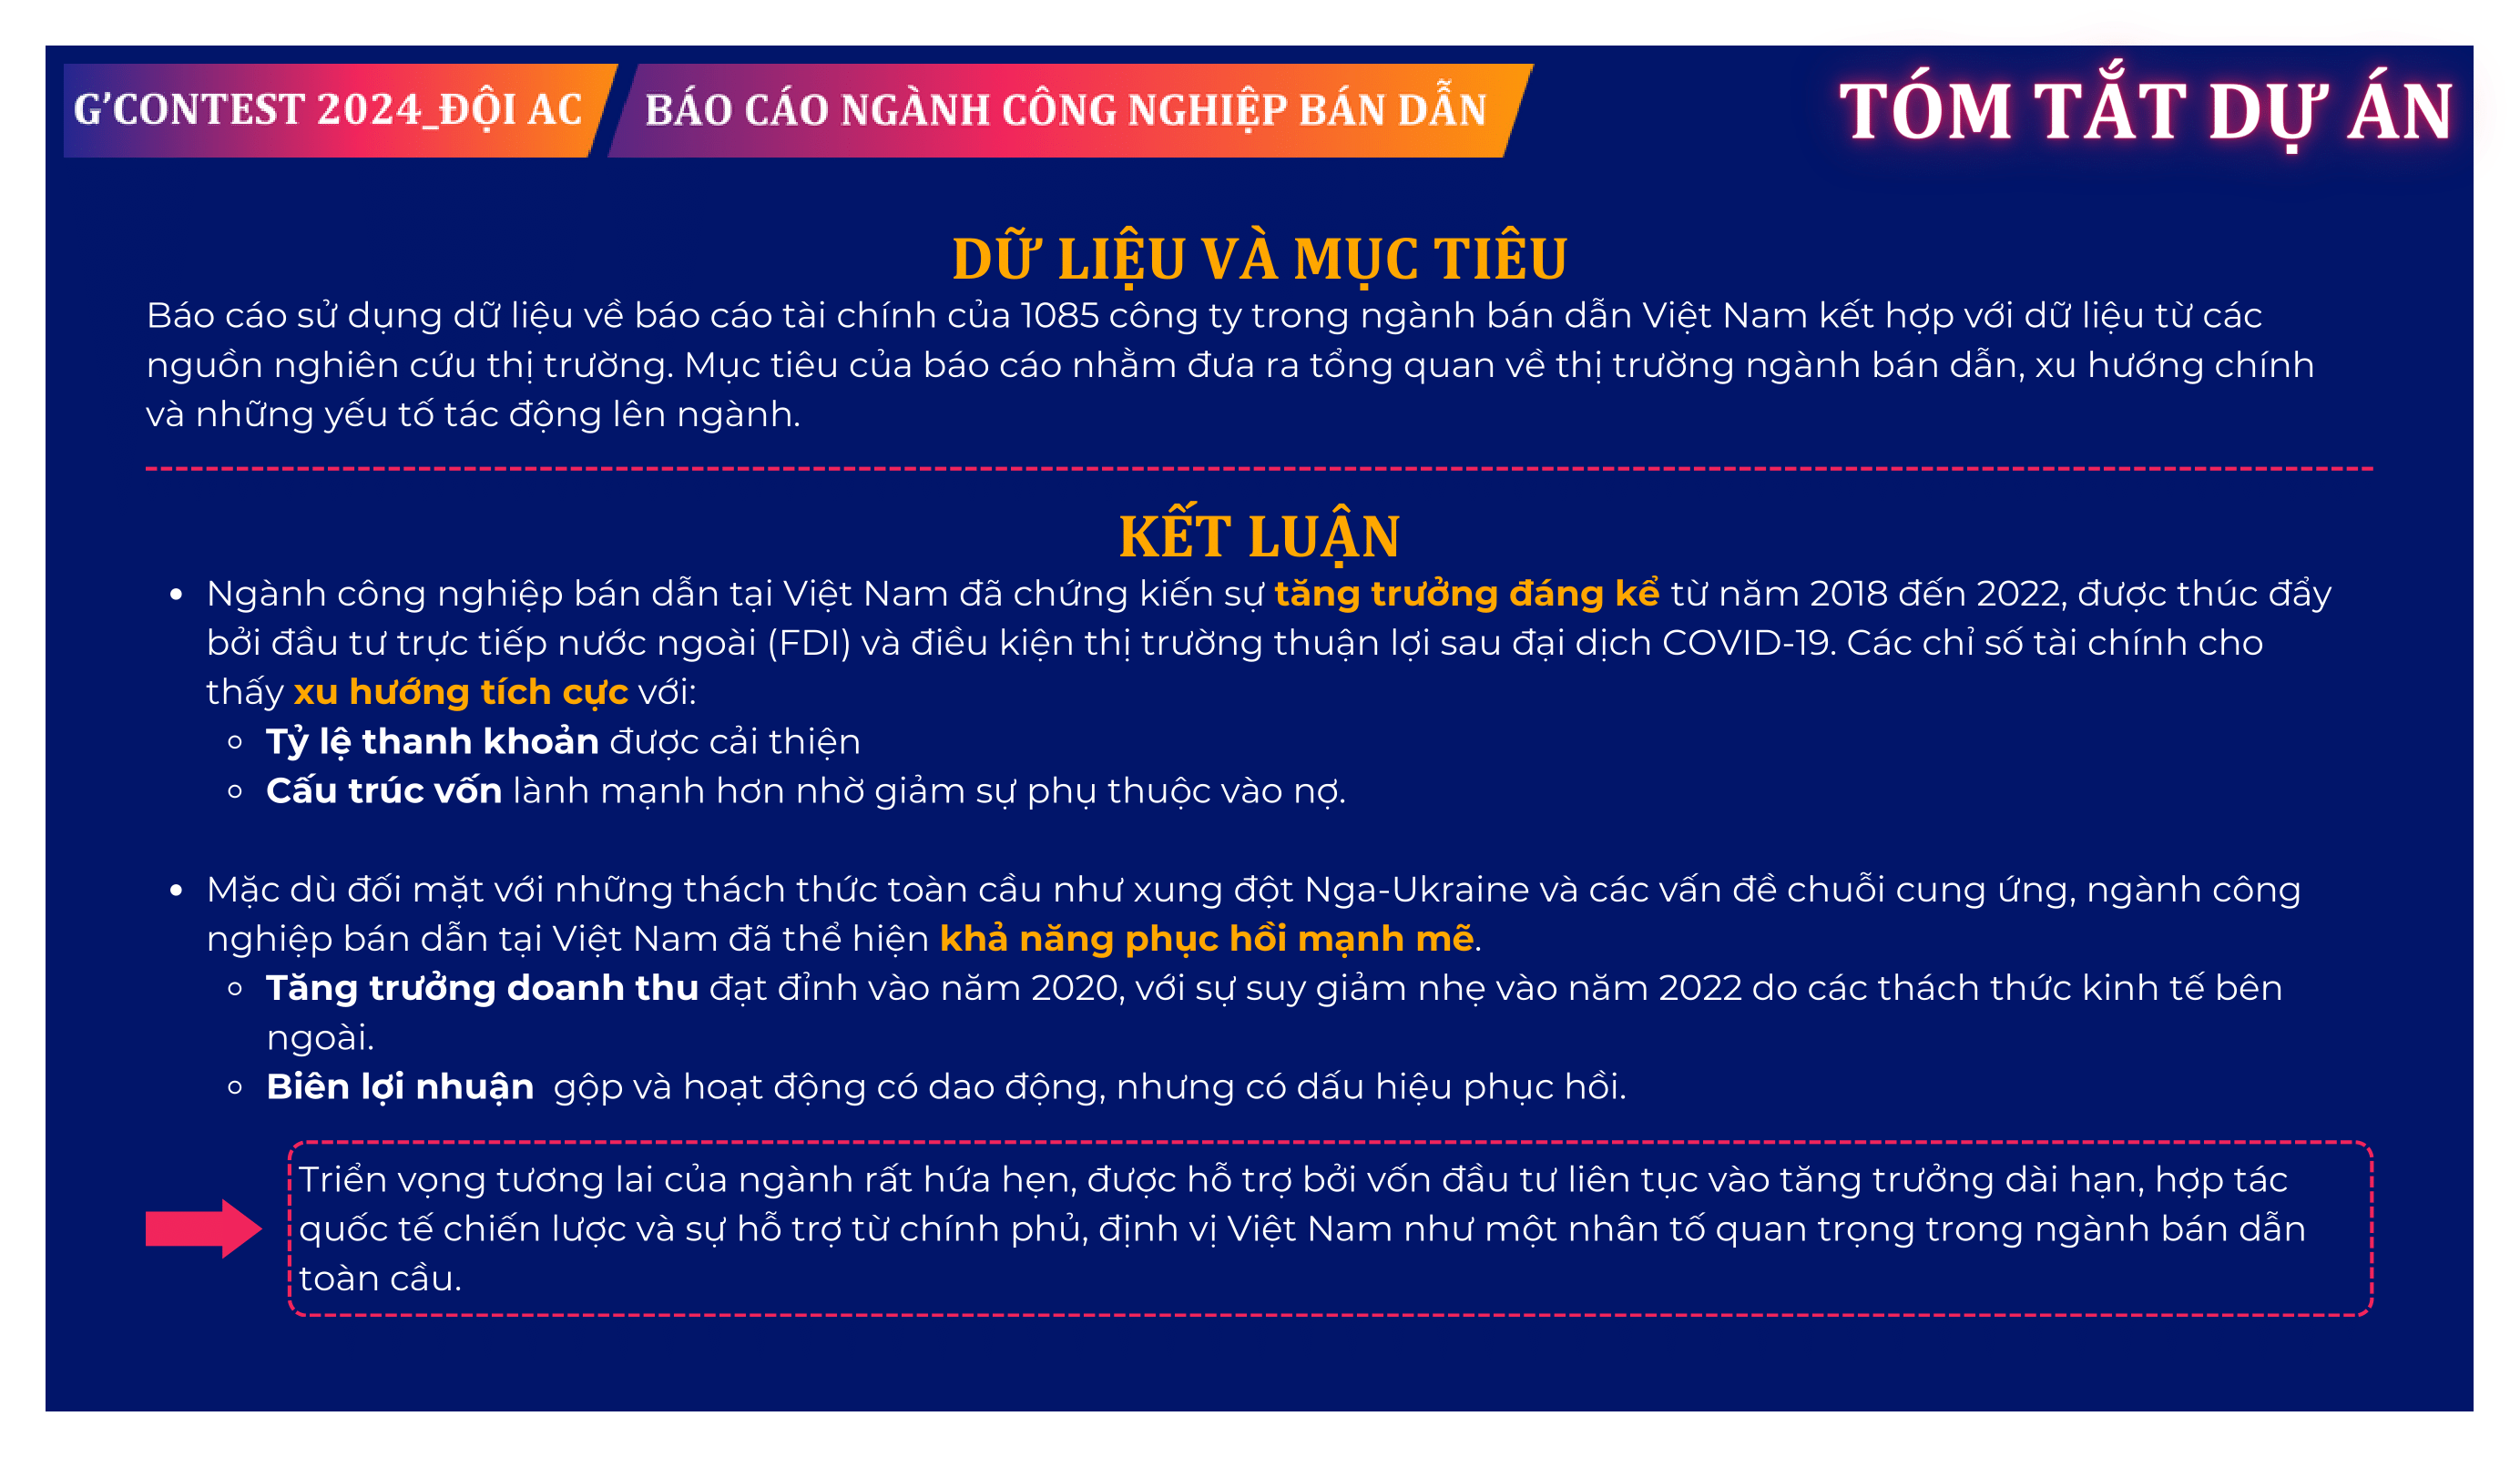 G’CONTEST 2024_ĐỘI AC
BÁO CÁO NGÀNH CÔNG NGHIỆP BÁN DẪN
TÓM TẮT DỰ ÁN
DỮ LIỆU VÀ MỤC TIÊU
Báo cáo sử dụng dữ liệu về báo cáo tài chính của 1085 công ty trong ngành bán dẫn Việt Nam kết hợp với dữ liệu từ các
nguồn nghiên cứu thị trường. Mục tiêu của báo cáo nhằm đưa ra tổng quan về thị trường ngành bán dẫn, xu hướng chính
và những yếu tố tác động lên ngành.
KẾT LUẬN
• Ngành công nghiệp bán dẫn tại Việt Nam đã chứng kiến sự tăng trưởng đáng kể từ năm 2018 đến 2022, được thúc đẩy
bởi đầu tư trực tiếp nước ngoài (FDI) và điều kiện thị trường thuận lợi sau đại dịch COVID-19. Các chỉ số tài chính cho
thấy xu hướng tích cực với:
◦ Tỷ lệ thanh khoản được cải thiện
◦ Cấu trúc vốn lành mạnh hơn nhờ giảm sự phụ thuộc vào nợ.
• Mặc dù đối mặt với những thách thức toàn cầu như xung đột Nga-Ukraine và các vấn đề chuỗi cung ứng, ngành công
nghiệp bán dẫn tại Việt Nam đã thể hiện khả năng phục hồi mạnh mẽ.
◦ Tăng trưởng doanh thu đạt đỉnh vào năm 2020, với sự suy giảm nhẹ vào năm 2022 do các thách thức kinh tế bên
ngoài.
◦ Biên lợi nhuận gộp và hoạt động có dao động, nhưng có dấu hiệu phục hồi.
Triển vọng tương lai của ngành rất hứa hẹn, được hỗ trợ bởi vốn đầu tư liên tục vào tăng trưởng dài hạn, hợp tác
quốc tế chiến lược và sự hỗ trợ từ chính phủ, định vị Việt Nam như một nhân tố quan trọng trong ngành bán dẫn
toàn cầu.